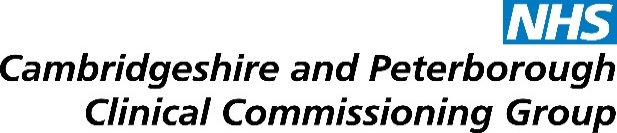 NHS
Cambridgeshire and Peterborough
Clinical Commissioning Group